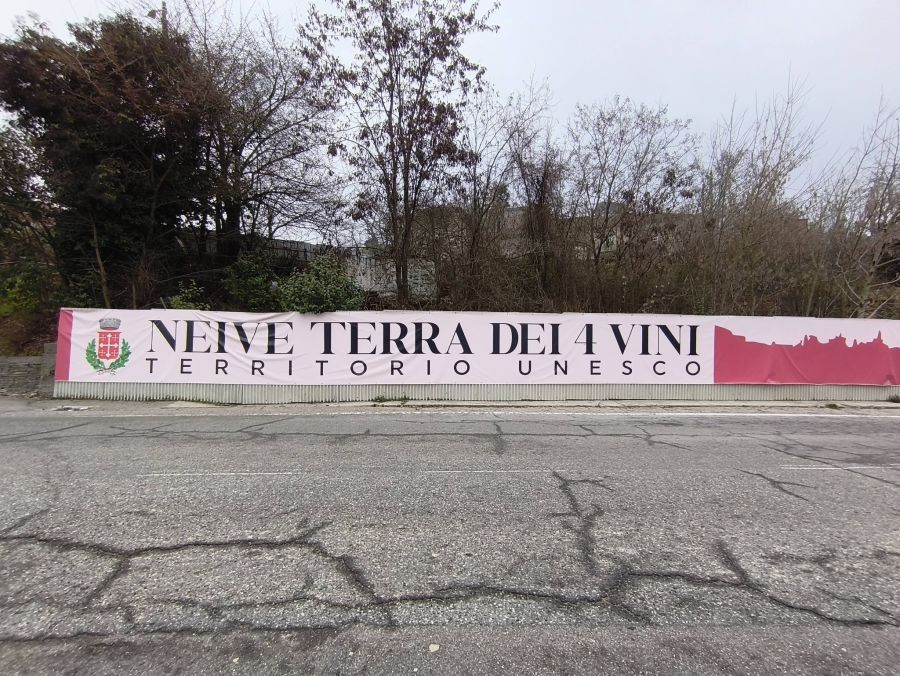 NEIVE TERRA DEI 4 VINI
TERRITORIO UNESCO